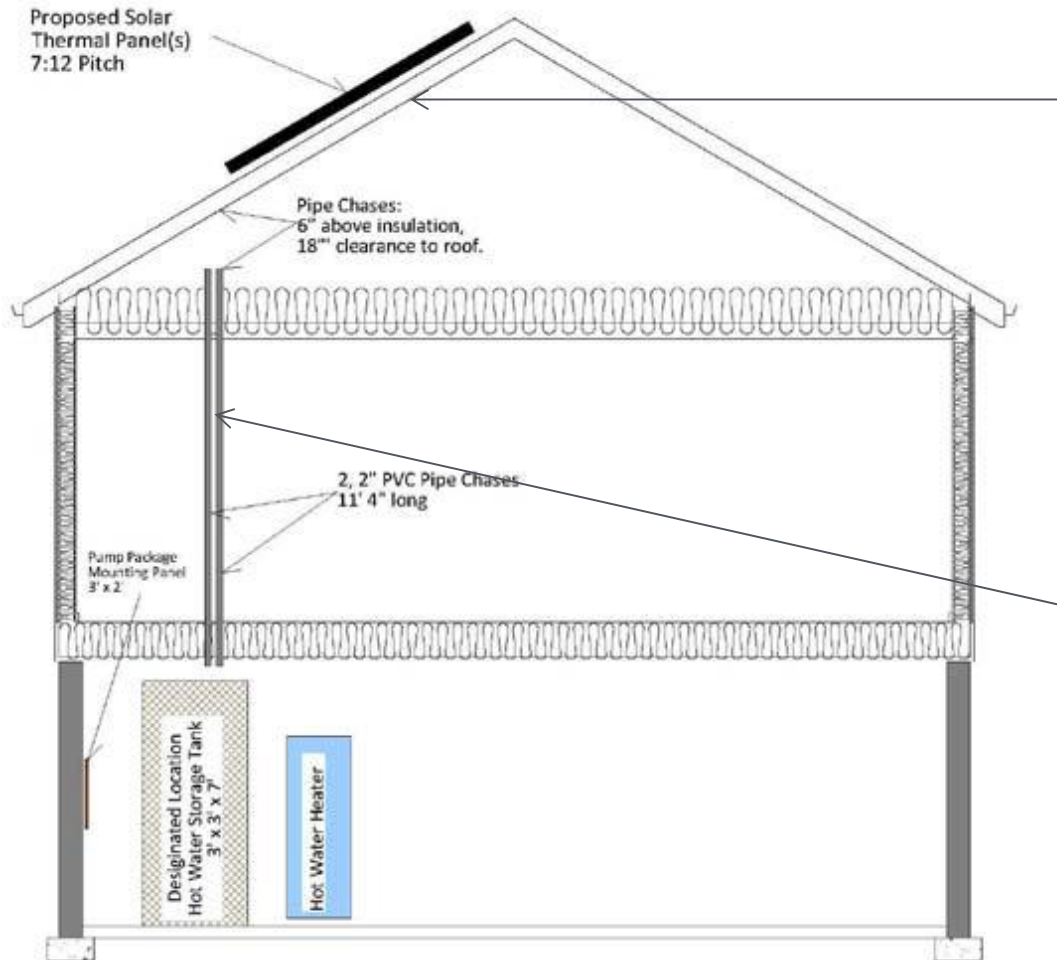 Proposed Solar
Thermal Panel(s)
7:12 Pitch
Pipe Chases:
6" above insulation,
18"" clearance to roof.
2, 2" PVC Pipe Chases
11' 4" long
Pump Package
Mounting Panel
3' x 2'
Desiginated Location
Hot Water Storage Tank
3' x 3' x 7'
Hot Water Heater